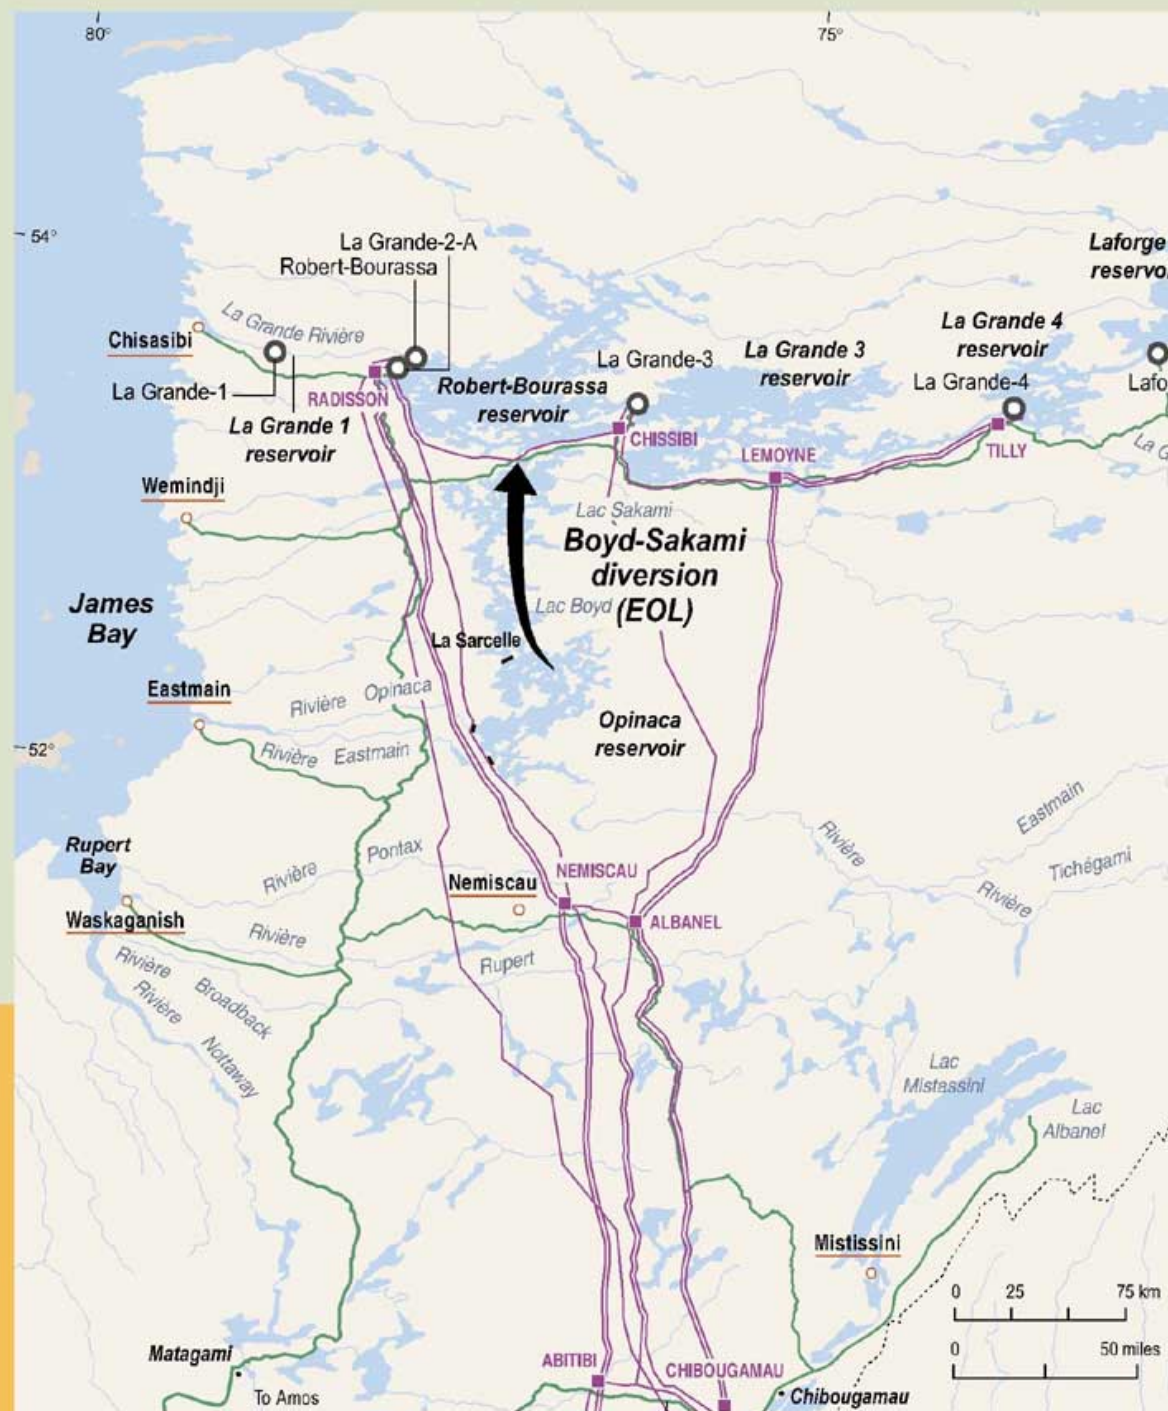 80°
75°
54°
La Grande-2-A
Robert-Bourassa
Laforge
La Grande Rivière
Chisasibi
La Grande-1
RADISSON
La Grande 1
reservoir
Robert-Bourassa
reservoir
La Grande-3
CHISSIBI
La Grande 3
reservoir
La Grande 4
reservoir
La Grande-4
TILLY
LEMOYNE
Wemindji
Lac Sakami
Boyd-Sakami
diversion
(EOL)
Lac Boyd
James
Bay
La Sarcelle
Eastmain
Rivière Opinaca
Rivière Eastmain
Opinaca
reservoir
52°
Rivière
Eastmain
Rivière
Tichégami
Rupert
Bay
Rivière Pontax
Nemiscau
NEMISCAU
ALBANEL
Waskaganish
Rivière
Rupert
Rivière
Broadback
Rivière
Nottaway
Lac
Mistassini
Lac
Albanel
Mistissini
0 25 75 km
0 50 miles
Matagami
To Amos
ABITIBI
CHIBOUGAMAU
Chibougamau